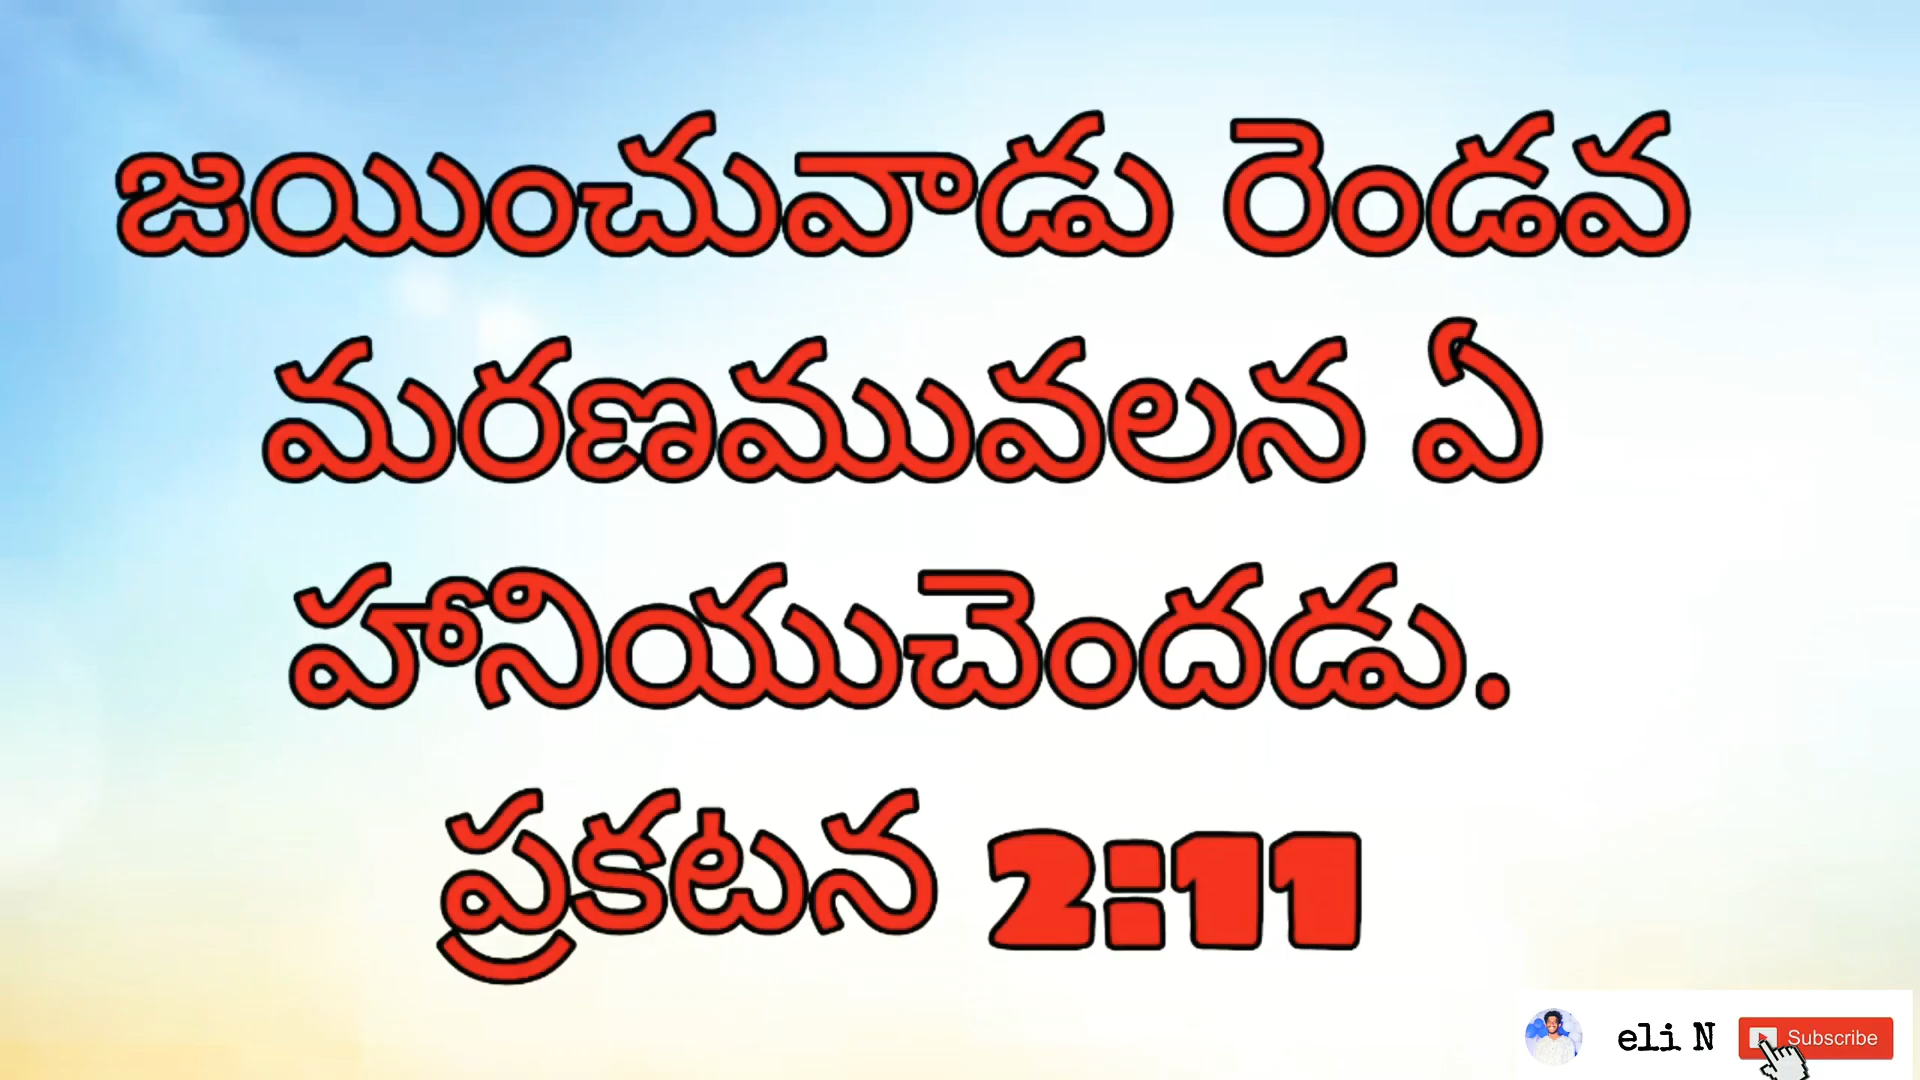 జయించువాడు రెండవ
మరణమువలన ఏ
హానియుచెందడు.
ప్రకటన 2:11
eli N
Subscribe